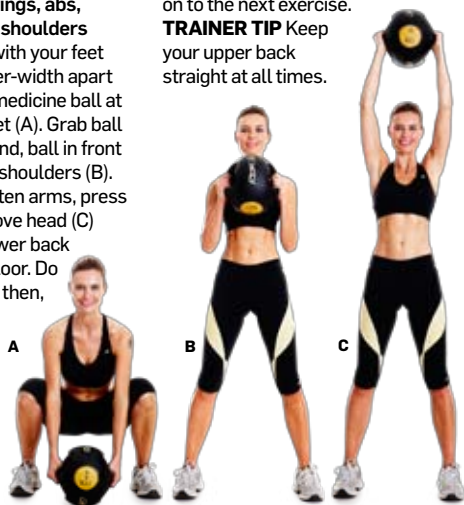 ings, abs,
shoulders
with your feet
er-width apart
medicine ball at
et (A). Grab ball
nd, ball in front
shoulders (B).
ten arms, press
ove head (C)
wer back
loor. Do
then,
on to the next exercise.
TRAINER TIP Keep
your upper back
straight at all times.
A
B
C